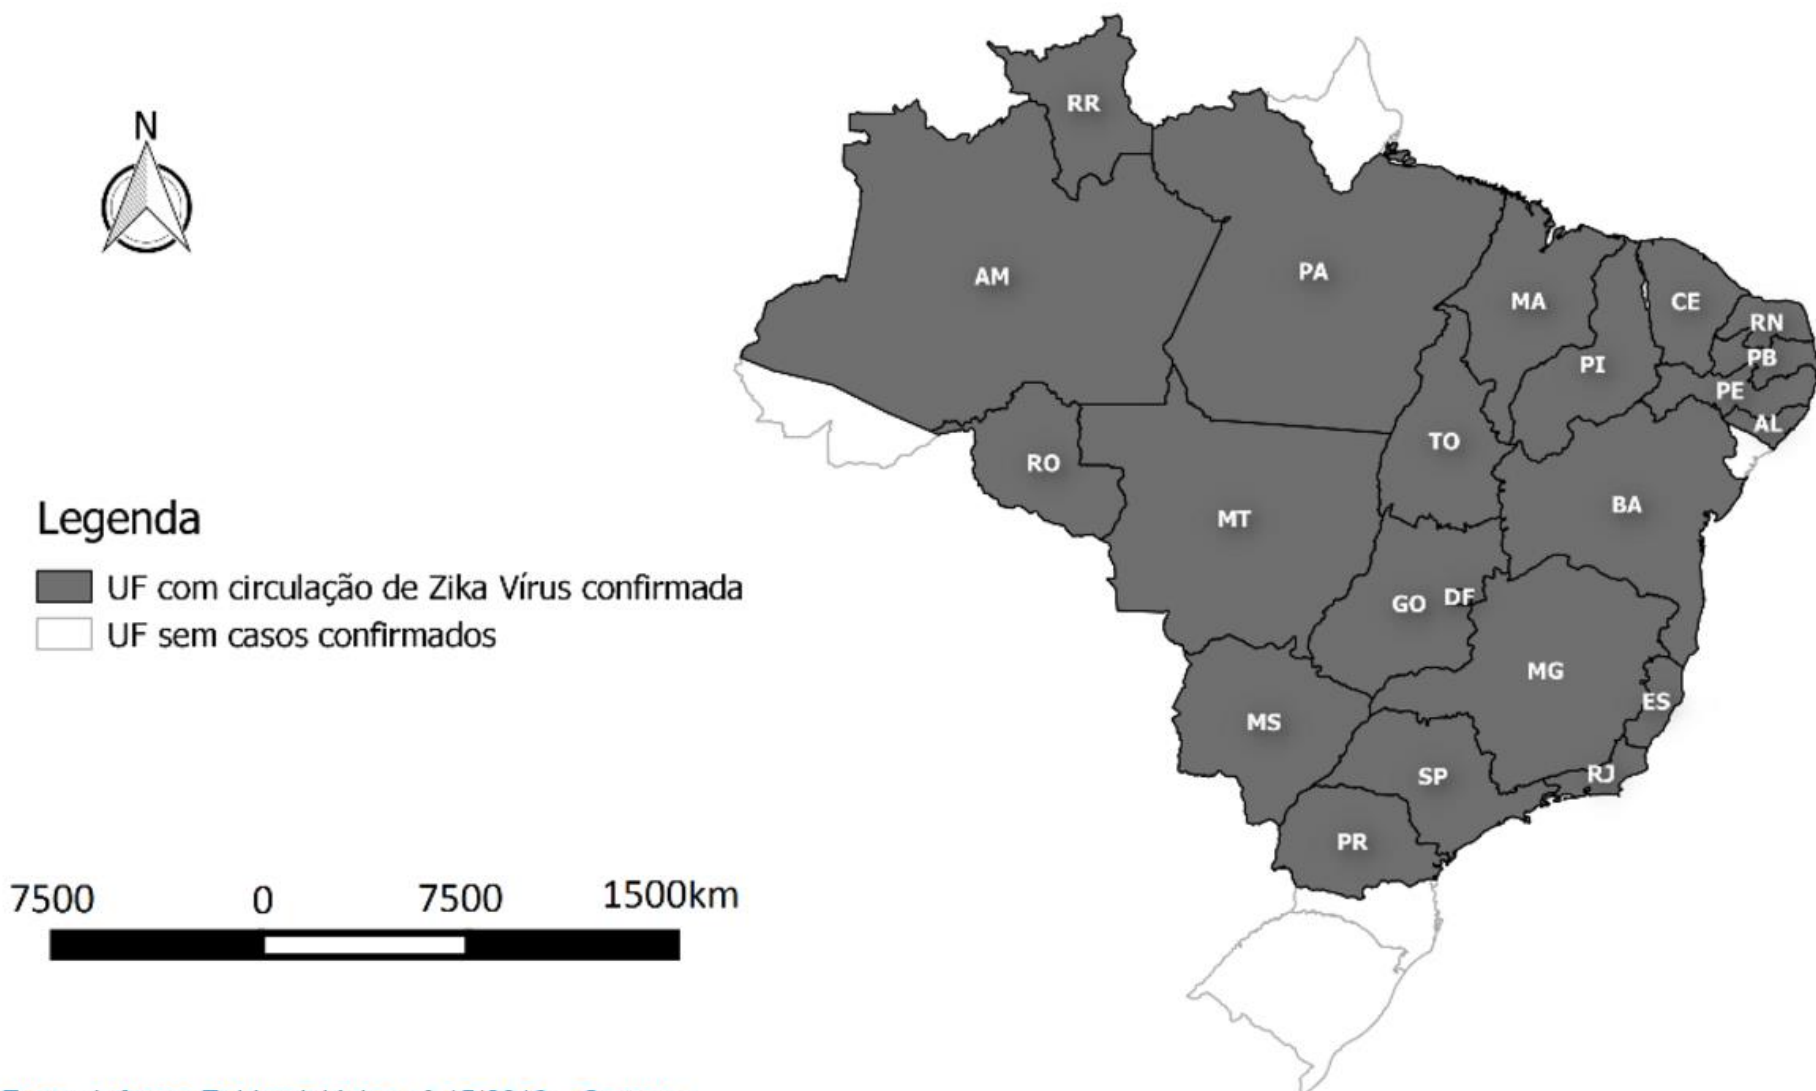 N
RR
AM
PA
MA
CE
RN
PB
PI
PE
AL
TO
RO
BA
MT
GO
DF
MG
ES
MS
RJ
SP
PR
Legenda
UF com circulação de Zika Vírus confirmada
UF sem casos confirmados
7500 0 7500 1500km